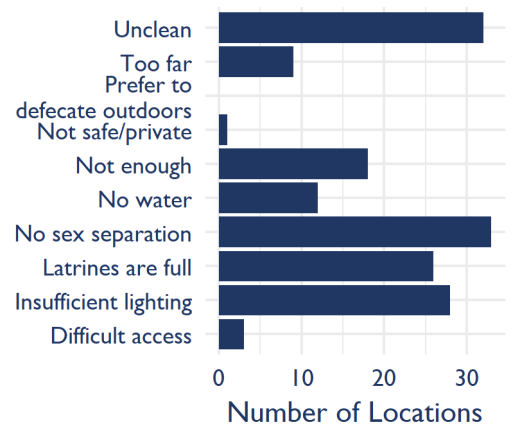 Unclean
Too far
Prefer to
defecate outdoors
Not safe/private
Not enough
No water
No sex separation
Latrines are full
Insufficient lighting
Difficult access
0 10 20 30
Number of Locations